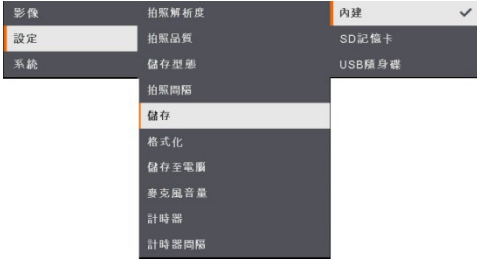 影像
設定
系統
拍照解析度
拍照品質
儲存型態
拍照間隔
儲存
格式化
儲存至電腦
麥克風音量
計時器
計時器間隔
內建
SD記憶卡
USB隨身碟